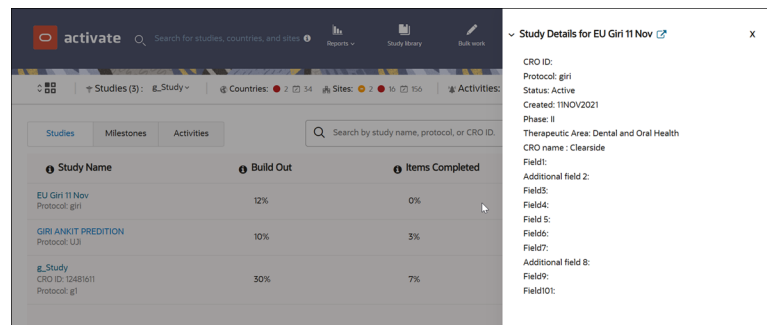 activate
Search for studies, countries, and sites
Reports
Study library
Bulk work
Studies (3) : g_Study
Countries: 2 34
Sites: 2 16 156
Activities:
Studies
Milestones
Activities
Search by study name, protocol, or CRO ID.
Study Name
Build Out
Items Completed
EU Giri 11 Nov
Protocol: giri
12%
0%
GIRI ANKIT PREDITION
Protocol: UJi
10%
3%
g_Study
CRO ID: 12481611
Protocol: g1
30%
7%
Study Details for EU Giri 11 Nov
X
CRO ID:
Protocol: giri
Status: Active
Created: 11NOV2021
Phase: II
Therapeutic Area: Dental and Oral Health
CRO name : Clearside
Field1:
Additional field 2:
Field3:
Field4:
Field 5:
Field6:
Field7:
Additional field 8:
Field9:
Field101: